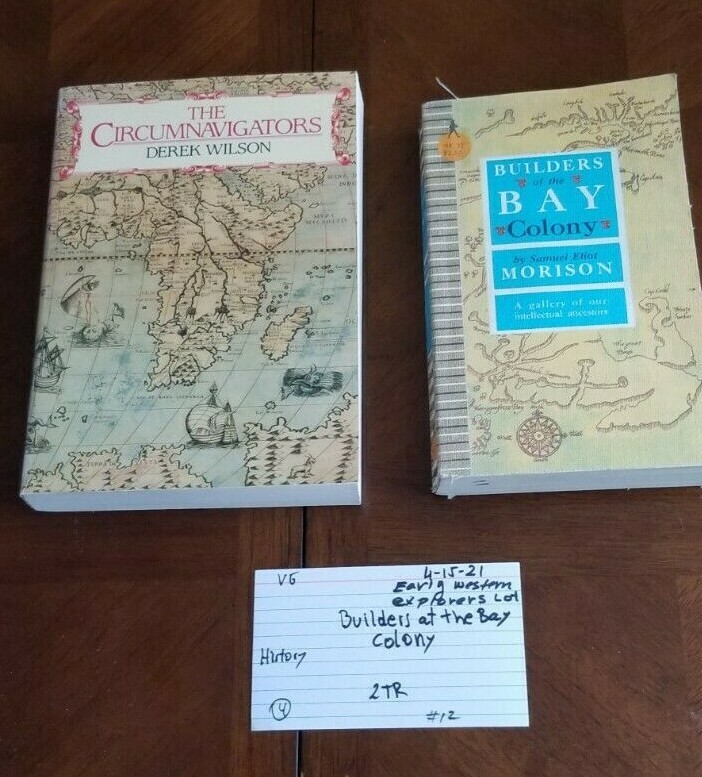 THE
CIRCUMNAVIGATORS
DEREK WILSON
BUILDERS
of the
BAY
Colony
by Samuel Eliot
MORISON
A gallery of our
intellectual ancestors
VG 4-15-21
Early western
explorers Lot
Builders at the Bay
Colony
History
2TR
4
#12